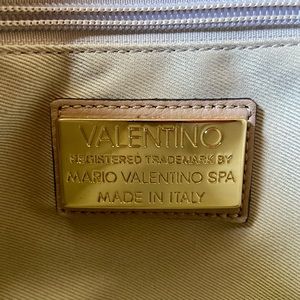 VALENTINO
REGISTERED TRADEMARK BY
MARIO VALENTINO SPA
MADE IN ITALY